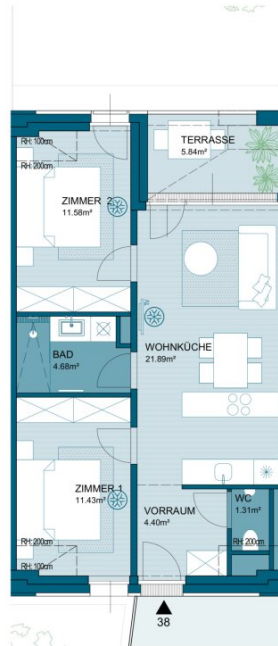 TERRASSE
5.84m²
RH: 100cm
RH: 200cm
ZIMMER 2
11.58m²
BAD
4.68m²
WOHNKÜCHE
21.89m²
ZIMMER 1
11.43m²
VORRAUM
4.40m²
WC
1.31m²
RH: 200cm
RH: 200cm
RH: 100cm
38